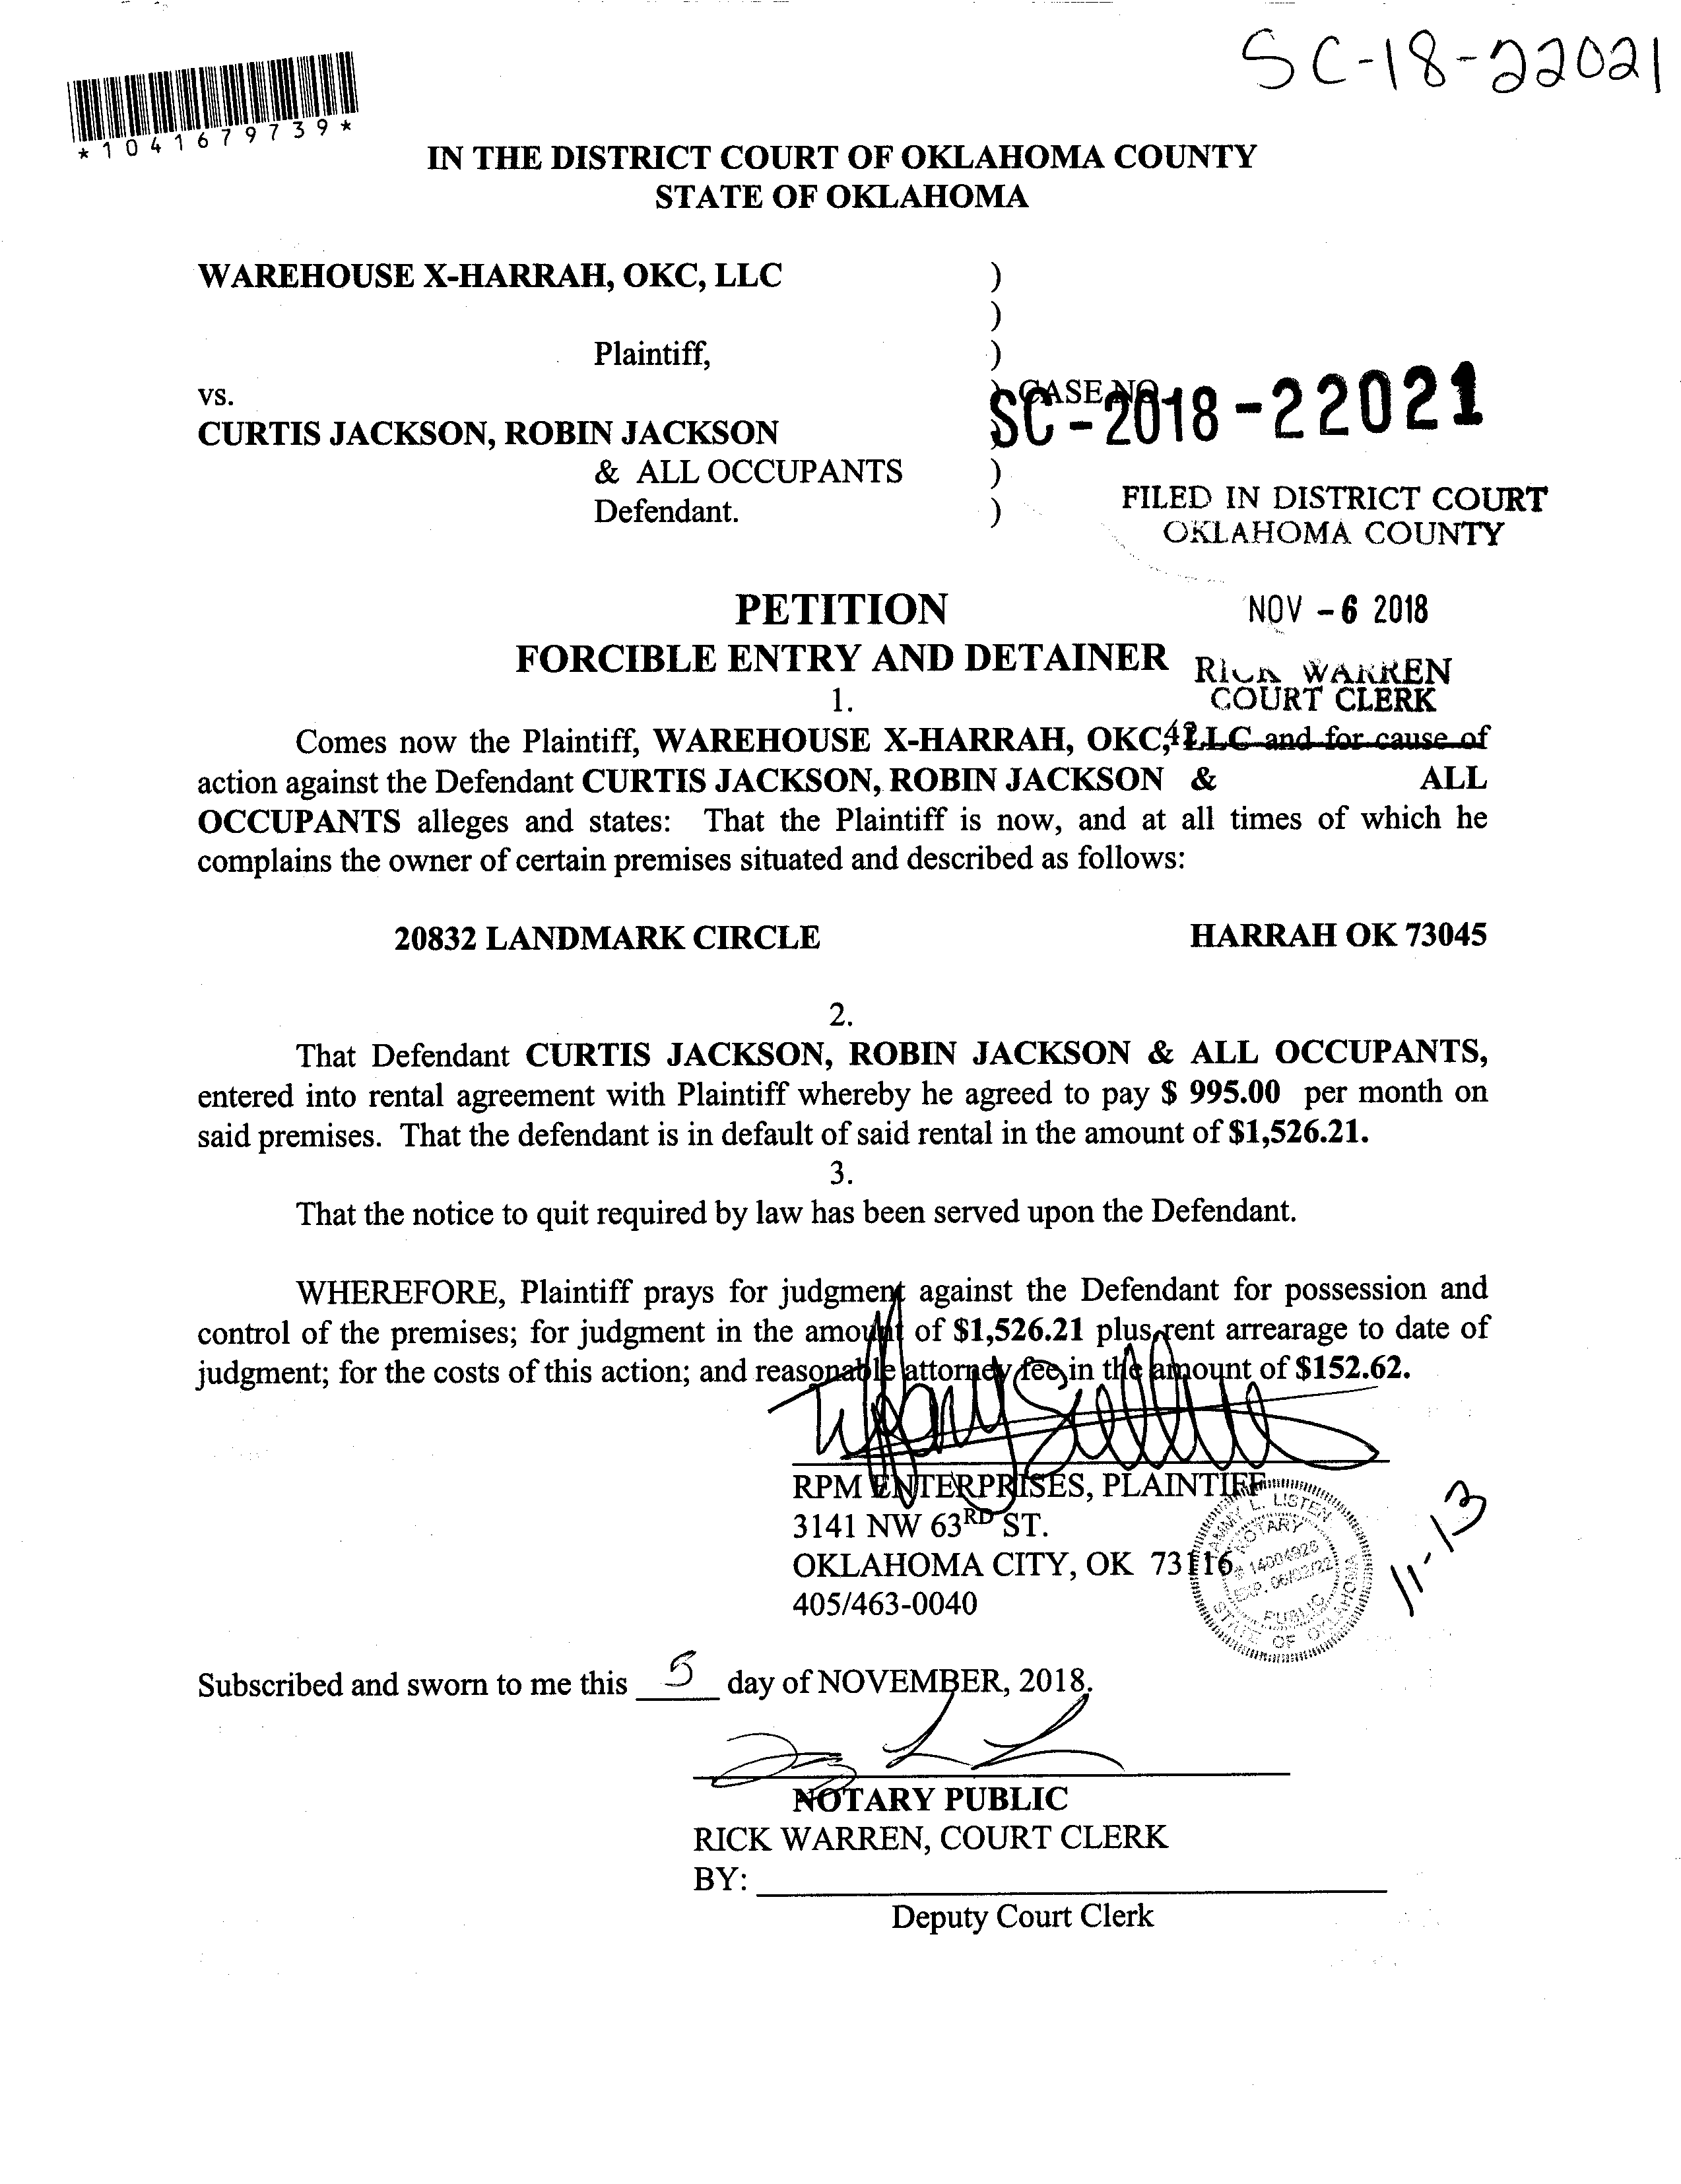 SC-18-22021
*1041679739*
IN THE DISTRICT COURT OF OKLAHOMA COUNTY
STATE OF OKLAHOMA
WAREHOUSE X-HARRAH, OKC, LLC )
)
Plaintiff, )
vs. ) CASE NO.
SC-2018-22021
CURTIS JACKSON, ROBIN JACKSON
& ALL OCCUPANTS )
Defendant. )
FILED IN DISTRICT COURT
OKLAHOMA COUNTY
PETITION
NOV - 6 2018
FORCIBLE ENTRY AND DETAINER
RICK WARREN
COURT CLERK
1.
Comes now the Plaintiff, WAREHOUSE X-HARRAH, OKC, LLC and for cause of
42
action against the Defendant CURTIS JACKSON, ROBIN JACKSON & ALL
OCCUPANTS alleges and states: That the Plaintiff is now, and at all times of which he
complains the owner of certain premises situated and described as follows:
20832 LANDMARK CIRCLE HARRAH OK 73045
2.
That Defendant CURTIS JACKSON, ROBIN JACKSON & ALL OCCUPANTS,
entered into rental agreement with Plaintiff whereby he agreed to pay $ 995.00 per month on
said premises. That the defendant is in default of said rental in the amount of $1,526.21.
3.
That the notice to quit required by law has been served upon the Defendant.
WHEREFORE, Plaintiff prays for judgment against the Defendant for possession and
control of the premises; for judgment in the amount of $1,526.21 plus rent arrearage to date of
judgment; for the costs of this action; and reasonable attorney fee in the amount of $152.62.
Tiffany
RPM ENTERPRISES, PLAINTIFF
3141 NW 63RD ST.
OKLAHOMA CITY, OK 73116
405/463-0040
L. LISTEN
NOTARY
# 14004926
EXP. 06/02/22
PUBLIC
STATE OF OKLAHOMA
11-13
Subscribed and sworn to me this 5 day of NOVEMBER, 2018.
NOTARY PUBLIC
RICK WARREN, COURT CLERK
BY:
Deputy Court Clerk